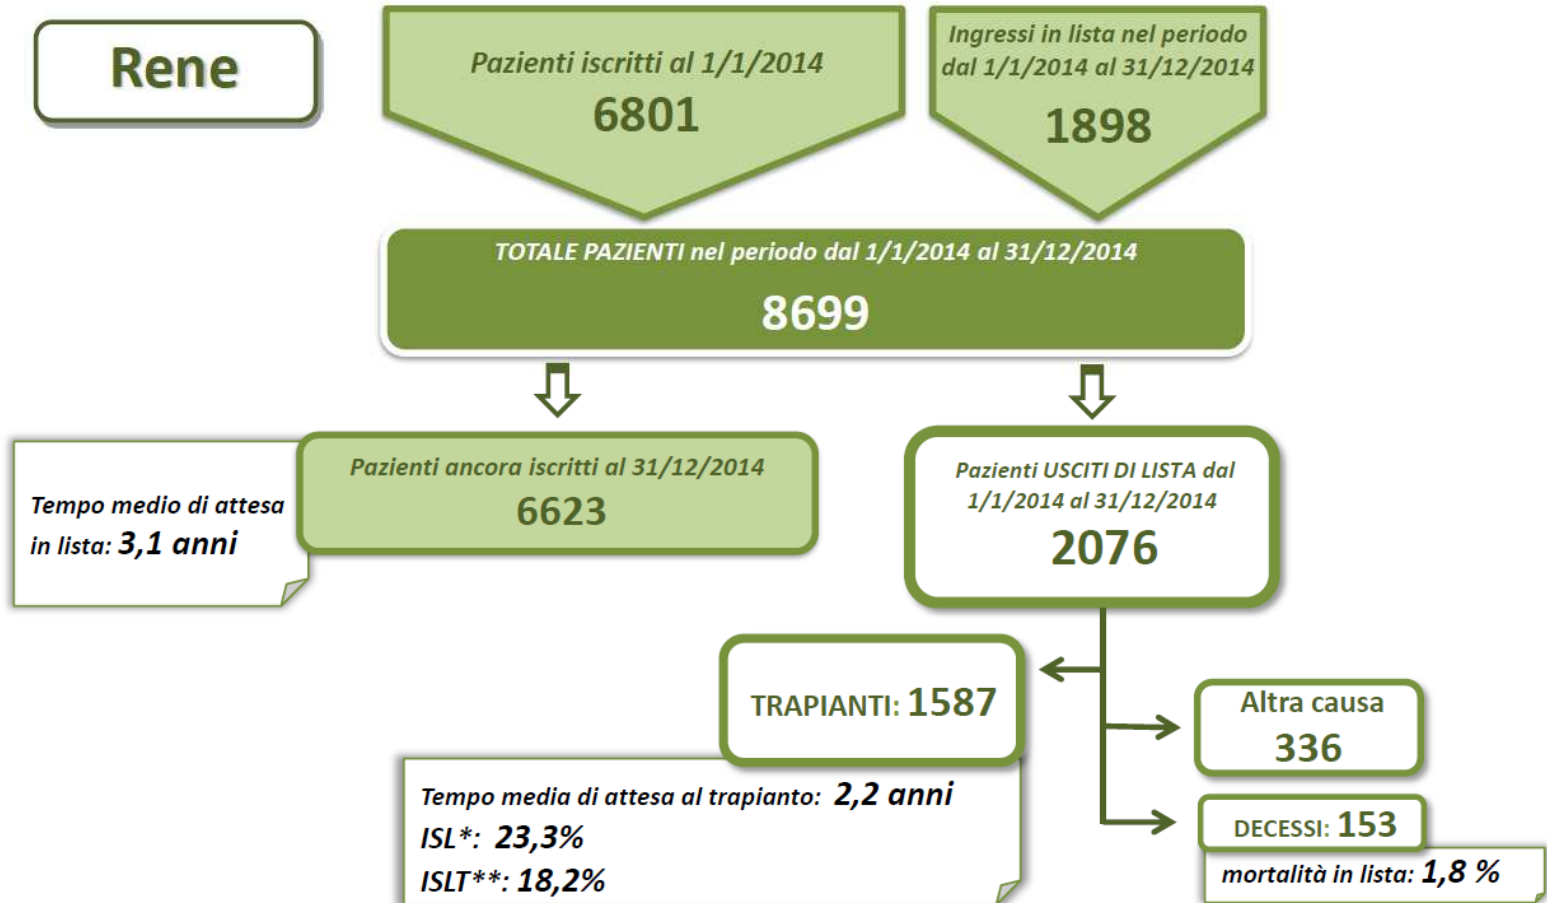 Rene
Pazienti iscritti al 1/1/2014
6801
Ingressi in lista nel periodo
dal 1/1/2014 al 31/12/2014
1898
TOTALE PAZIENTI nel periodo dal 1/1/2014 al 31/12/2014
8699
Tempo medio di attesa
in lista: 3,1 anni
Pazienti ancora iscritti al 31/12/2014
6623
Pazienti USCITI DI LISTA dal
1/1/2014 al 31/12/2014
2076
TRAPIANTI: 1587
Tempo media di attesa al trapianto: 2,2 anni
ISL*: 23,3%
ISLT**: 18,2%
Altra causa
336
DECESSI: 153
mortalità in lista: 1,8 %